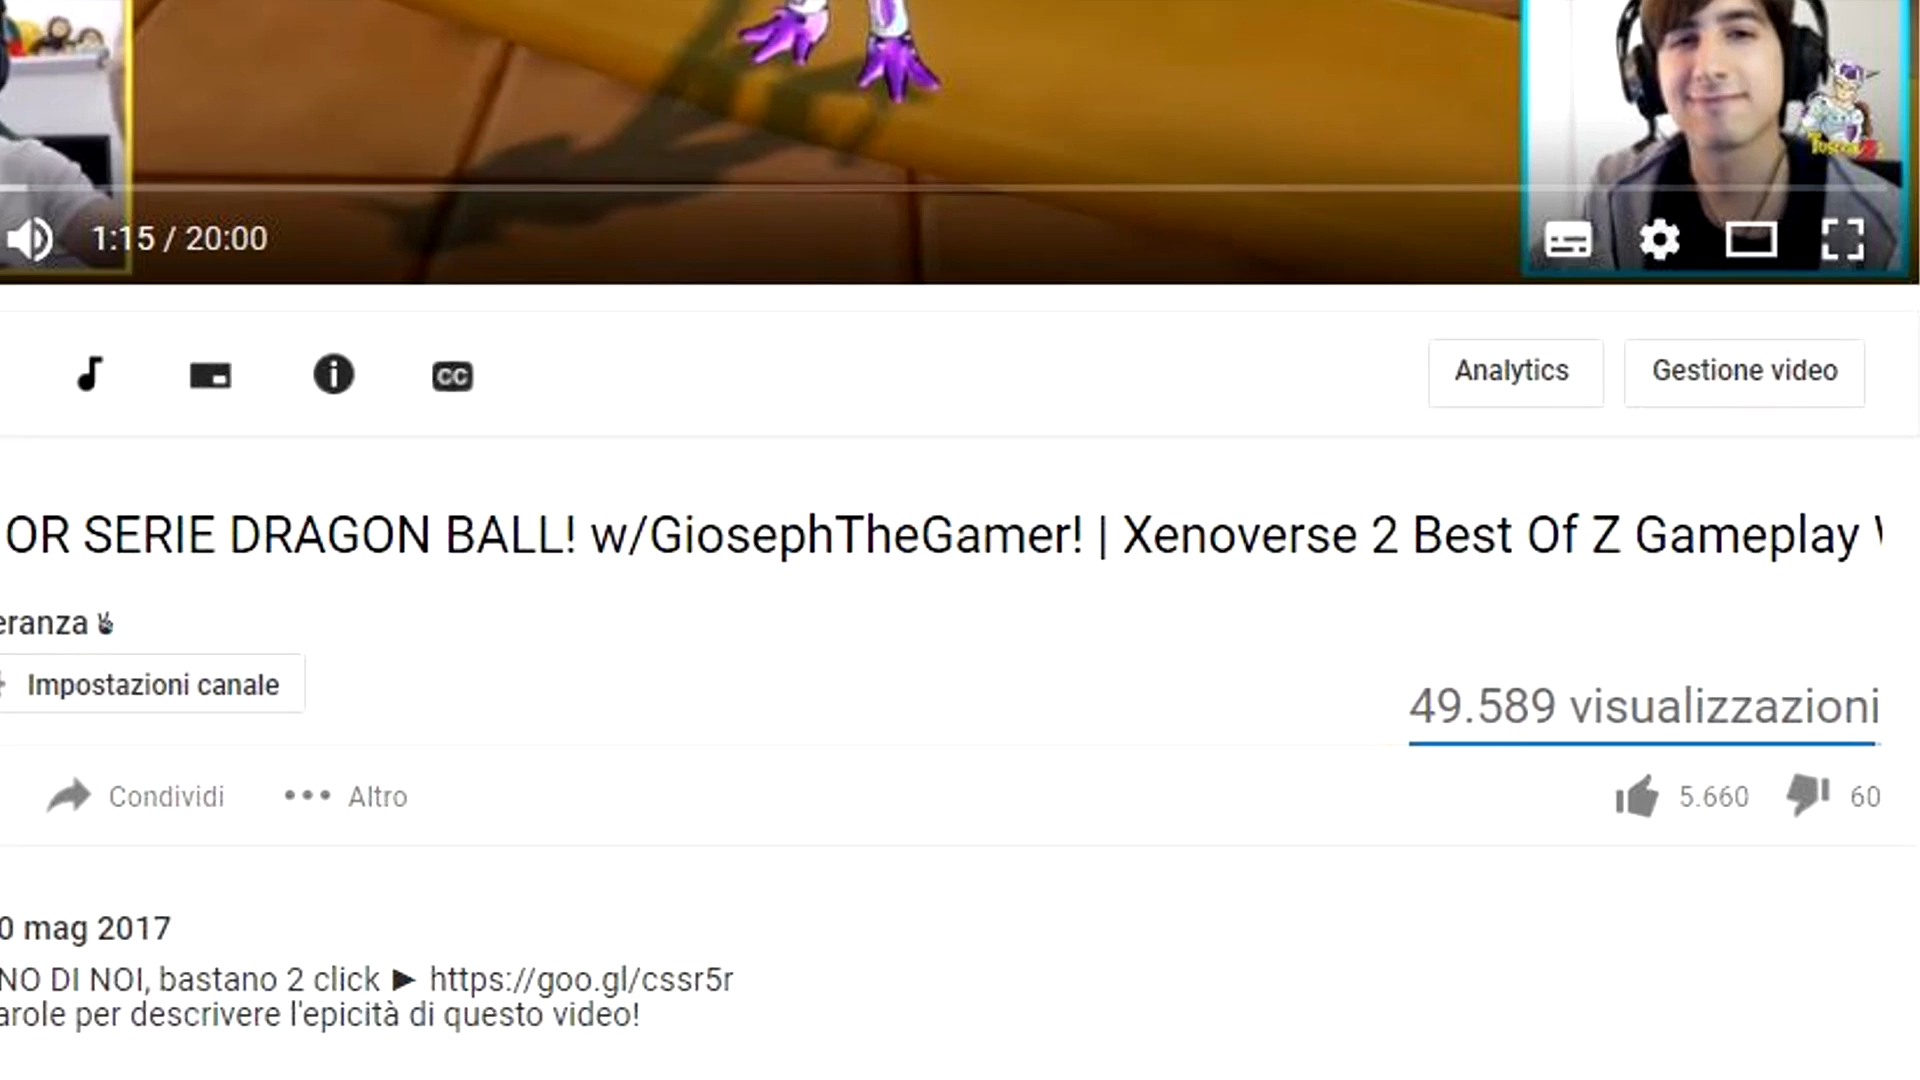 1:15 / 20:00
CC
Analytics
Gestione video
OR SERIE DRAGON BALL! w/GiosephTheGamer! | Xenoverse 2 Best Of Z Gameplay
eranza
Impostazioni canale
49.589 visualizzazioni
Condividi
Altro
5.660
60
0 mag 2017
NO DI NOI, bastano 2 click ► https://goo.gl/cssr5r
arole per descrivere l'epicità di questo video!